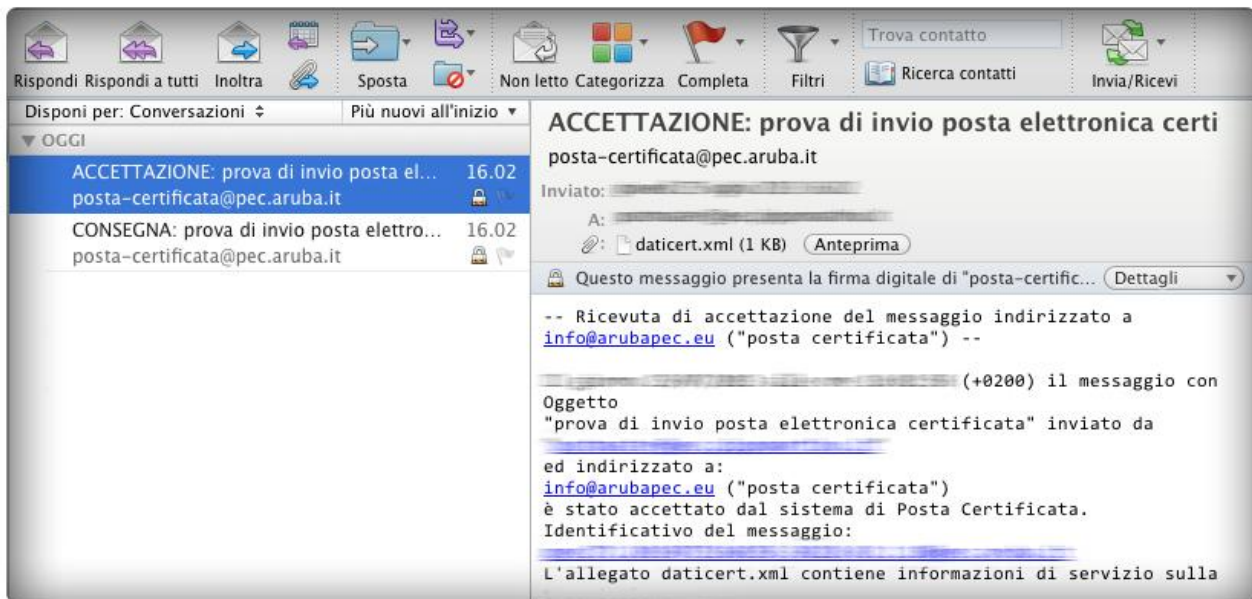 Trova contatto
Rispondi Rispondi a tutti Inoltra Sposta Non letto Categorizza Completa Filtri Ricerca contatti Invia/Ricevi
Disponi per: Conversazioni Più nuovi all'inizio
OGGI
ACCETTAZIONE: prova di invio posta el... 16.02
posta-certificata@pec.aruba.it
CONSEGNA: prova di invio posta elettro... 16.02
posta-certificata@pec.aruba.it
ACCETTAZIONE: prova di invio posta elettronica certi
posta-certificata@pec.aruba.it
Inviato:
A:
daticert.xml (1 KB) Anteprima
Questo messaggio presenta la firma digitale di "posta-certific... Dettagli
-- Ricevuta di accettazione del messaggio indirizzato a
info@arubapec.eu ("posta certificata") --
(+0200) il messaggio con
Oggetto
"prova di invio posta elettronica certificata" inviato da
ed indirizzato a:
info@arubapec.eu ("posta certificata")
è stato accettato dal sistema di Posta Certificata.
Identificativo del messaggio:
L'allegato daticert.xml contiene informazioni di servizio sulla